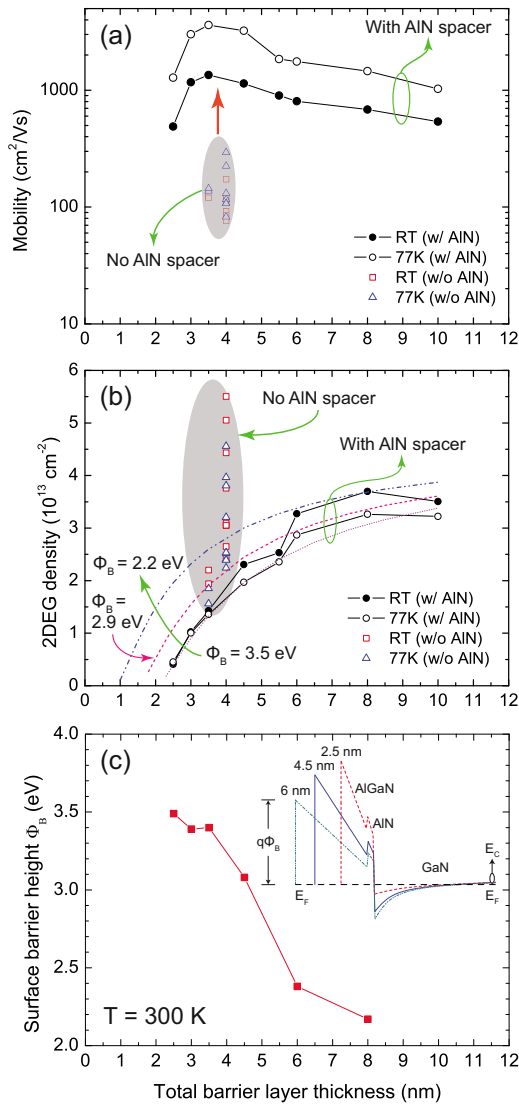 (a)
With AlN spacer
No AlN spacer
RT (w/ AlN)
77K (w/ AlN)
RT (w/o AlN)
77K (w/o AlN)
Mobility (cm²/Vs)
1000
100
10
0 1 2 3 4 5 6 7 8 9 10 11 12
(b)
No AlN spacer
With AlN spacer
Φ_B = 2.2 eV
Φ_B =
2.9 eV
Φ_B = 3.5 eV
RT (w/ AlN)
77K (w/ AlN)
RT (w/o AlN)
77K (w/o AlN)
2DEG density (10¹³ cm⁻²)
6
5
4
3
2
1
0
0 1 2 3 4 5 6 7 8 9 10 11 12
(c)
2.5 nm
4.5 nm
6 nm
AlGaN
AlN
qΦ_B
GaN
E_C
E_F
E_F
T = 300 K
Surface barrier height Φ_B (eV)
4.0
3.5
3.0
2.5
2.0
0 1 2 3 4 5 6 7 8 9 10 11 12
Total barrier layer thickness (nm)